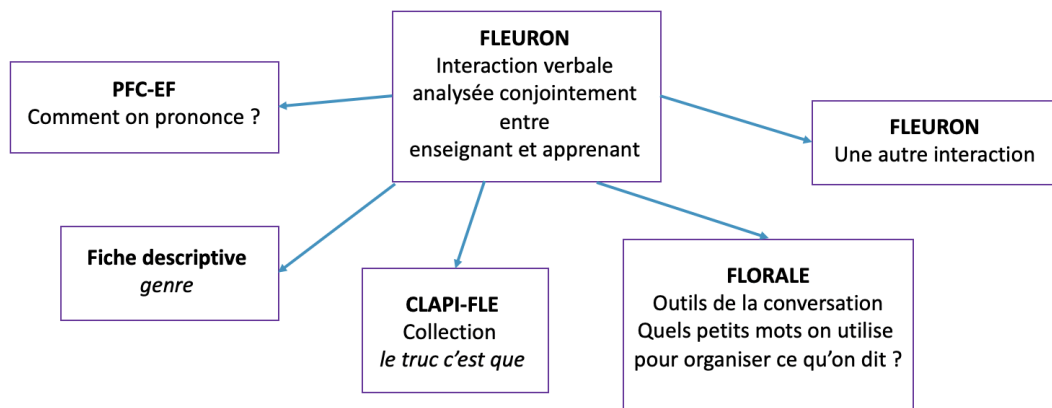 FLEURON
Interaction verbale
analysée conjointement
entre
enseignant et apprenant
PFC-EF
Comment on prononce ?
FLEURON
Une autre interaction
Fiche descriptive
genre
CLAPI-FLE
Collection
le truc c’est que
FLORALE
Outils de la conversation
Quels petits mots on utilise
pour organiser ce qu’on dit ?